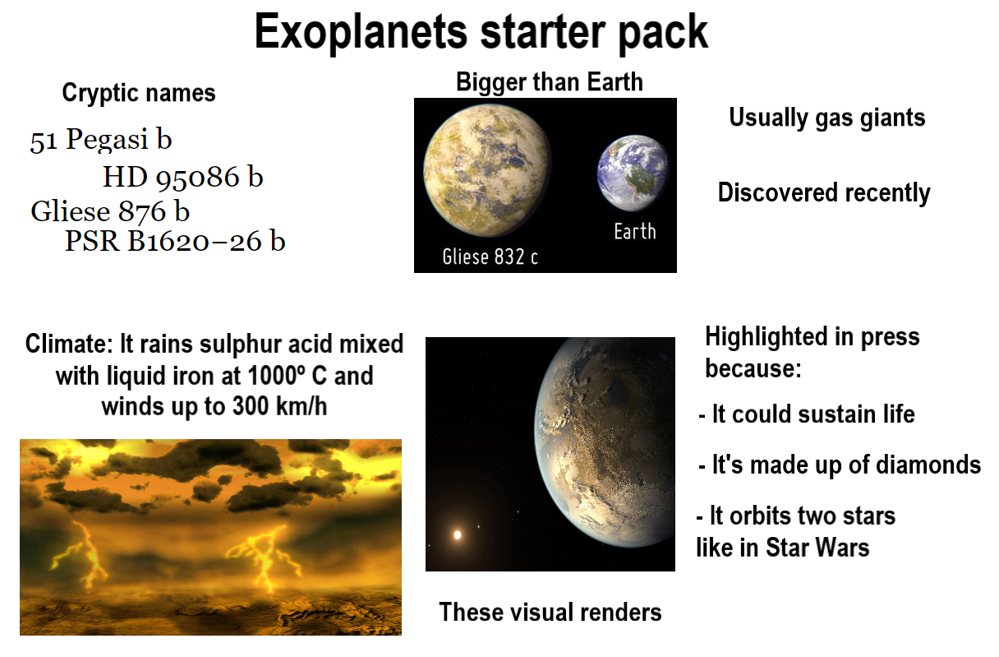 Exoplanets starter pack
Cryptic names
51 Pegasi b
HD 95086 b
Gliese 876 b
PSR B1620−26 b
Bigger than Earth
Gliese 832 c
Earth
Usually gas giants
Discovered recently
Climate: It rains sulphur acid mixed
with liquid iron at 1000º C and
winds up to 300 km/h
These visual renders
Highlighted in press
because:
- It could sustain life
- It's made up of diamonds
- It orbits two stars
like in Star Wars